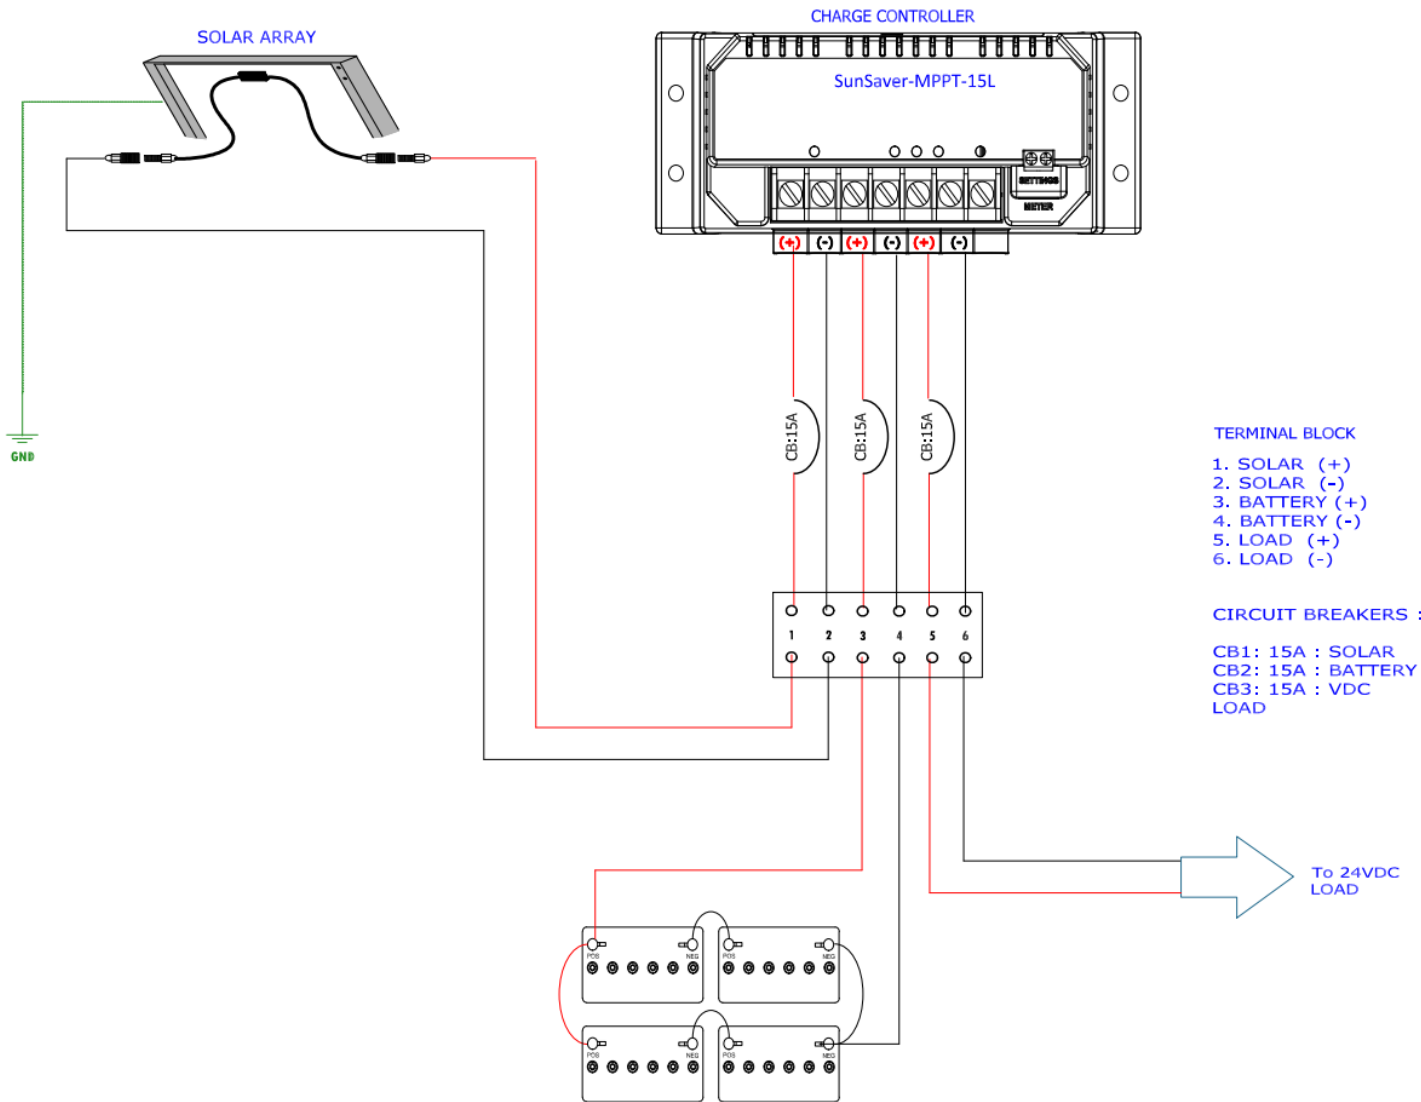 CHARGE CONTROLLER
SOLAR ARRAY
SunSaver-MPPT-15L
SETTINGS
METER
(+) (-) (+) (-) (+) (-)
GND
CB:15A CB:15A CB:15A
TERMINAL BLOCK
1. SOLAR (+)
2. SOLAR (-)
3. BATTERY (+)
4. BATTERY (-)
5. LOAD (+)
6. LOAD (-)
CIRCUIT BREAKERS :
CB1: 15A : SOLAR
CB2: 15A : BATTERY
CB3: 15A : VDC
LOAD
1 2 3 4 5 6
To 24VDC
LOAD
POS NEG POS NEG
POS NEG POS NEG